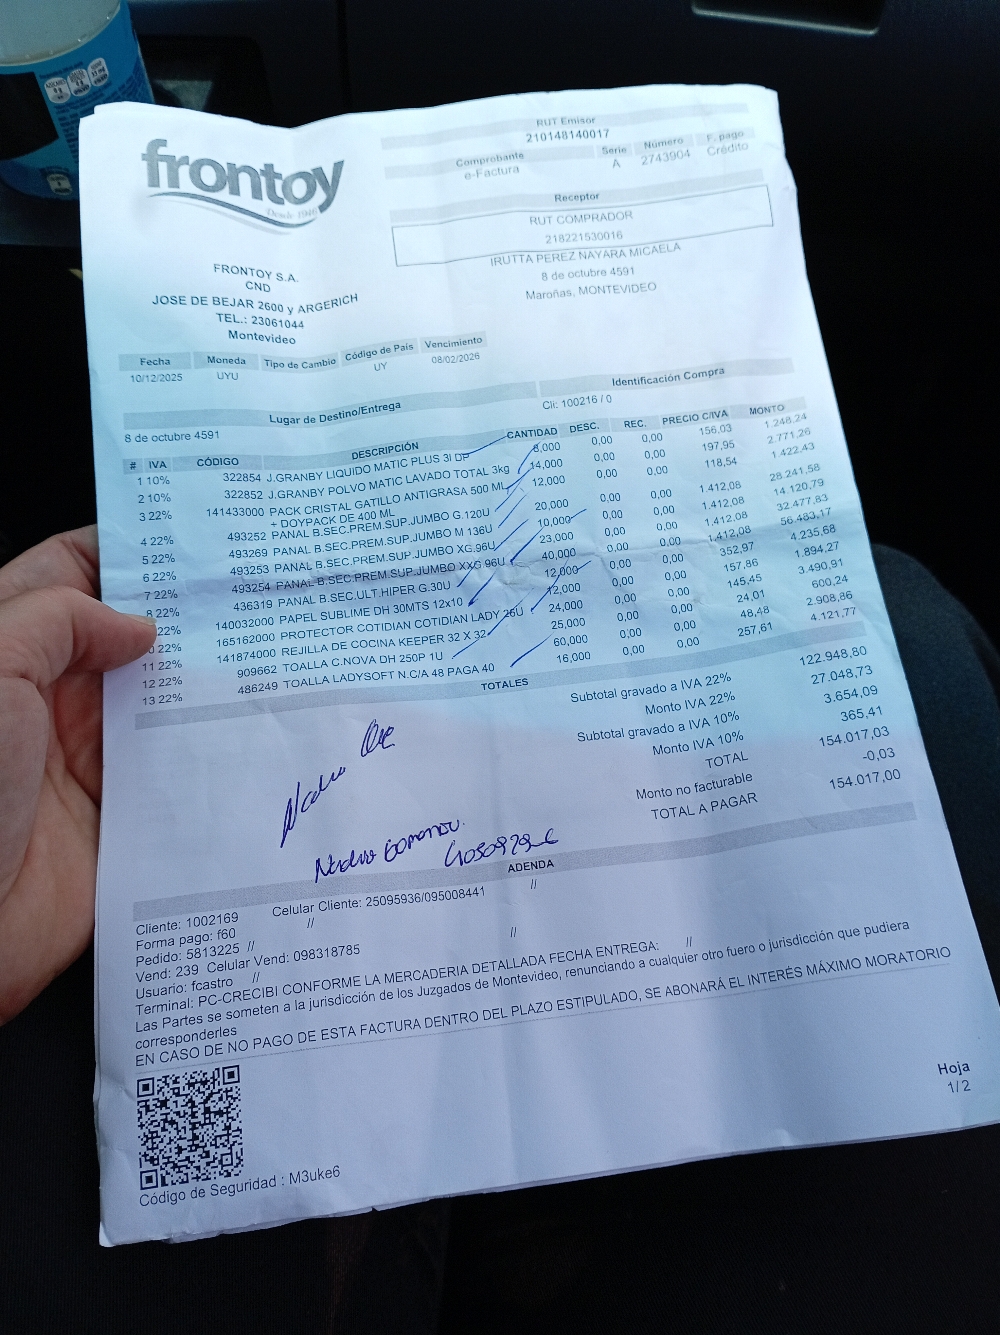 frontoy
Desde 1946
RUT Emisor
210148140017
Comprobante Serie Número F. pago
e-Factura A 2743904 Crédito
Receptor
RUT COMPRADOR
218221530016
IRUTTA PEREZ NAYARA MICAELA
8 de octubre 4591
Maroñas, MONTEVIDEO
FRONTOY S.A.
CND
JOSE DE BEJAR 2600 y ARGERICH
TEL.: 23061044
Montevideo
Fecha Moneda Tipo de Cambio Código de País Vencimiento
10/12/2025 UYU UY 08/02/2026
Lugar de Destino/Entrega Identificación Compra
8 de octubre 4591 Cli: 100216 / 0
# IVA CÓDIGO DESCRIPCIÓN CANTIDAD DESC. REC. PRECIO C/IVA MONTO
1 10% 322854 J.GRANBY LIQUIDO MATIC PLUS 3l DP 8,000 0,00 0,00 156,03 1.248,24
2 10% 322852 J.GRANBY POLVO MATIC LAVADO TOTAL 3kg 14,000 0,00 0,00 197,95 2.771,26
3 22% 141433000 PACK CRISTAL GATILLO ANTIGRASA 500 ML 12,000 0,00 0,00 118,54 1.422,43
+ DOYPACK DE 400 ML
4 22% 493252 PANAL B.SEC.PREM.SUP.JUMBO G.120U 20,000 0,00 0,00 1.412,08 28.241,58
5 22% 493269 PANAL B.SEC.PREM.SUP.JUMBO M 136U 10,000 0,00 0,00 1.412,08 14.120,79
6 22% 493253 PANAL B.SEC.PREM.SUP.JUMBO XG.96U 23,000 0,00 0,00 1.412,08 32.477,83
7 22% 493254 PANAL B.SEC.PREM.SUP.JUMBO XXG 96U 40,000 0,00 0,00 1.412,08 56.483,17
8 22% 436319 PANAL B.SEC.ULT.HIPER G.30U 12,000 0,00 0,00 352,97 4.235,68
22% 140032000 PAPEL SUBLIME DH 30MTS 12x10 12,000 0,00 0,00 157,86 1.894,27
0 22% 165162000 PROTECTOR COTIDIAN COTIDIAN LADY 26U 24,000 0,00 0,00 145,45 3.490,91
11 22% 141874000 REJILLA DE COCINA KEEPER 32 X 32 25,000 0,00 0,00 24,01 600,24
12 22% 909662 TOALLA C.NOVA DH 250P 1U 60,000 0,00 0,00 48,48 2.908,86
13 22% 486249 TOALLA LADYSOFT N.C/A 48 PAGA 40 16,000 0,00 0,00 257,61 4.121,77
TOTALES
Subtotal gravado a IVA 22% 122.948,80
Monto IVA 22% 27.048,73
Subtotal gravado a IVA 10% 3.654,09
Monto IVA 10% 365,41
TOTAL 154.017,03
Monto no facturable -0,03
TOTAL A PAGAR 154.017,00
ADENDA
Cliente: 1002169 Celular Cliente: 25095936/095008441 //
Forma pago: f60 //
Pedido: 5813225 //
Vend: 239 Celular Vend: 098318785 //
Usuario: fcastro //
Terminal: PC-CRECIBI CONFORME LA MERCADERIA DETALLADA FECHA ENTREGA: //
Las Partes se someten a la jurisdicción de los Juzgados de Montevideo, renunciando a cualquier otro fuero o jurisdicción que pudiera
corresponderles
EN CASO DE NO PAGO DE ESTA FACTURA DENTRO DEL PLAZO ESTIPULADO, SE ABONARÁ EL INTERÉS MÁXIMO MORATORIO
Hoja
1/2
Código de Seguridad : M3uke6